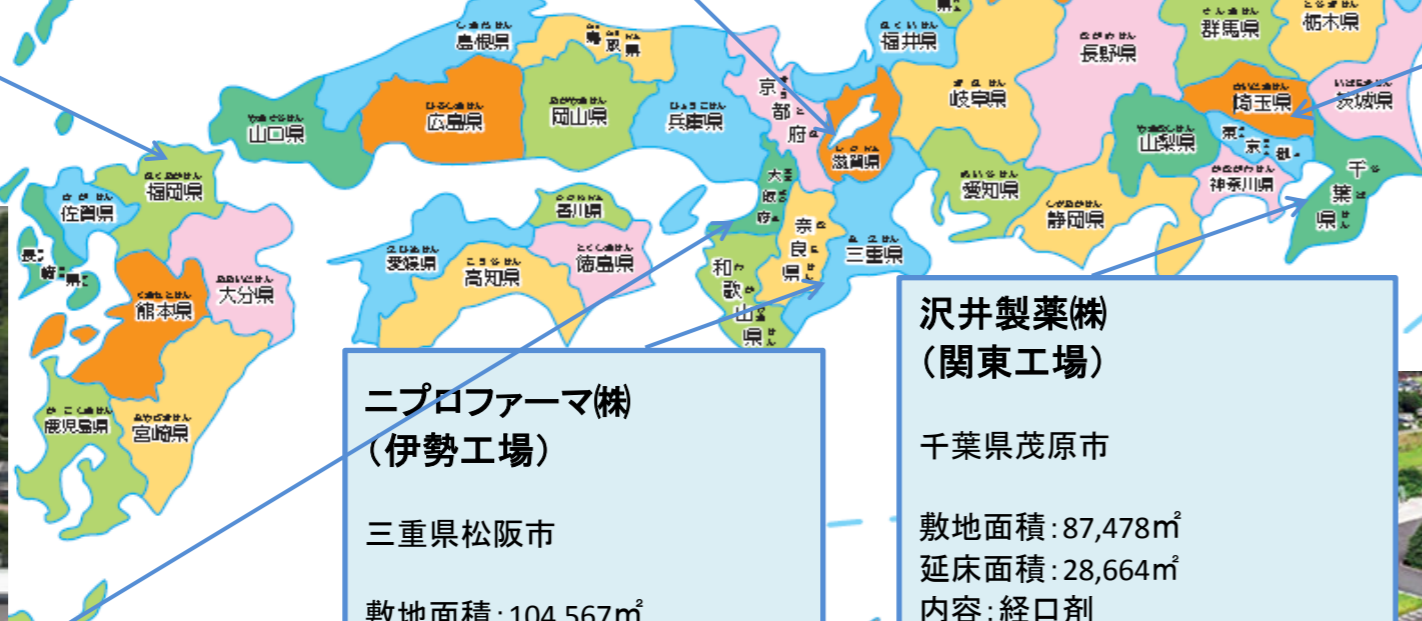 島根県
鳥取県
福井県
長野県
群馬県
栃木県
山口県
広島県
岡山県
兵庫県
京都府
滋賀県
岐阜県
山梨県
埼玉県
茨城県
東京都
神奈川県
千葉県
福岡県
佐賀県
長崎県
大分県
熊本県
鹿児島県
宮崎県
愛媛県
高知県
香川県
徳島県
大阪府
奈良県
和歌山県
三重県
愛知県
静岡県
ニプロファーマ㈱
（伊勢工場）
三重県松阪市
敷地面積：104,567㎡
沢井製薬㈱
（関東工場）
千葉県茂原市
敷地面積：87,478㎡
延床面積：28,664㎡
内容：経口剤